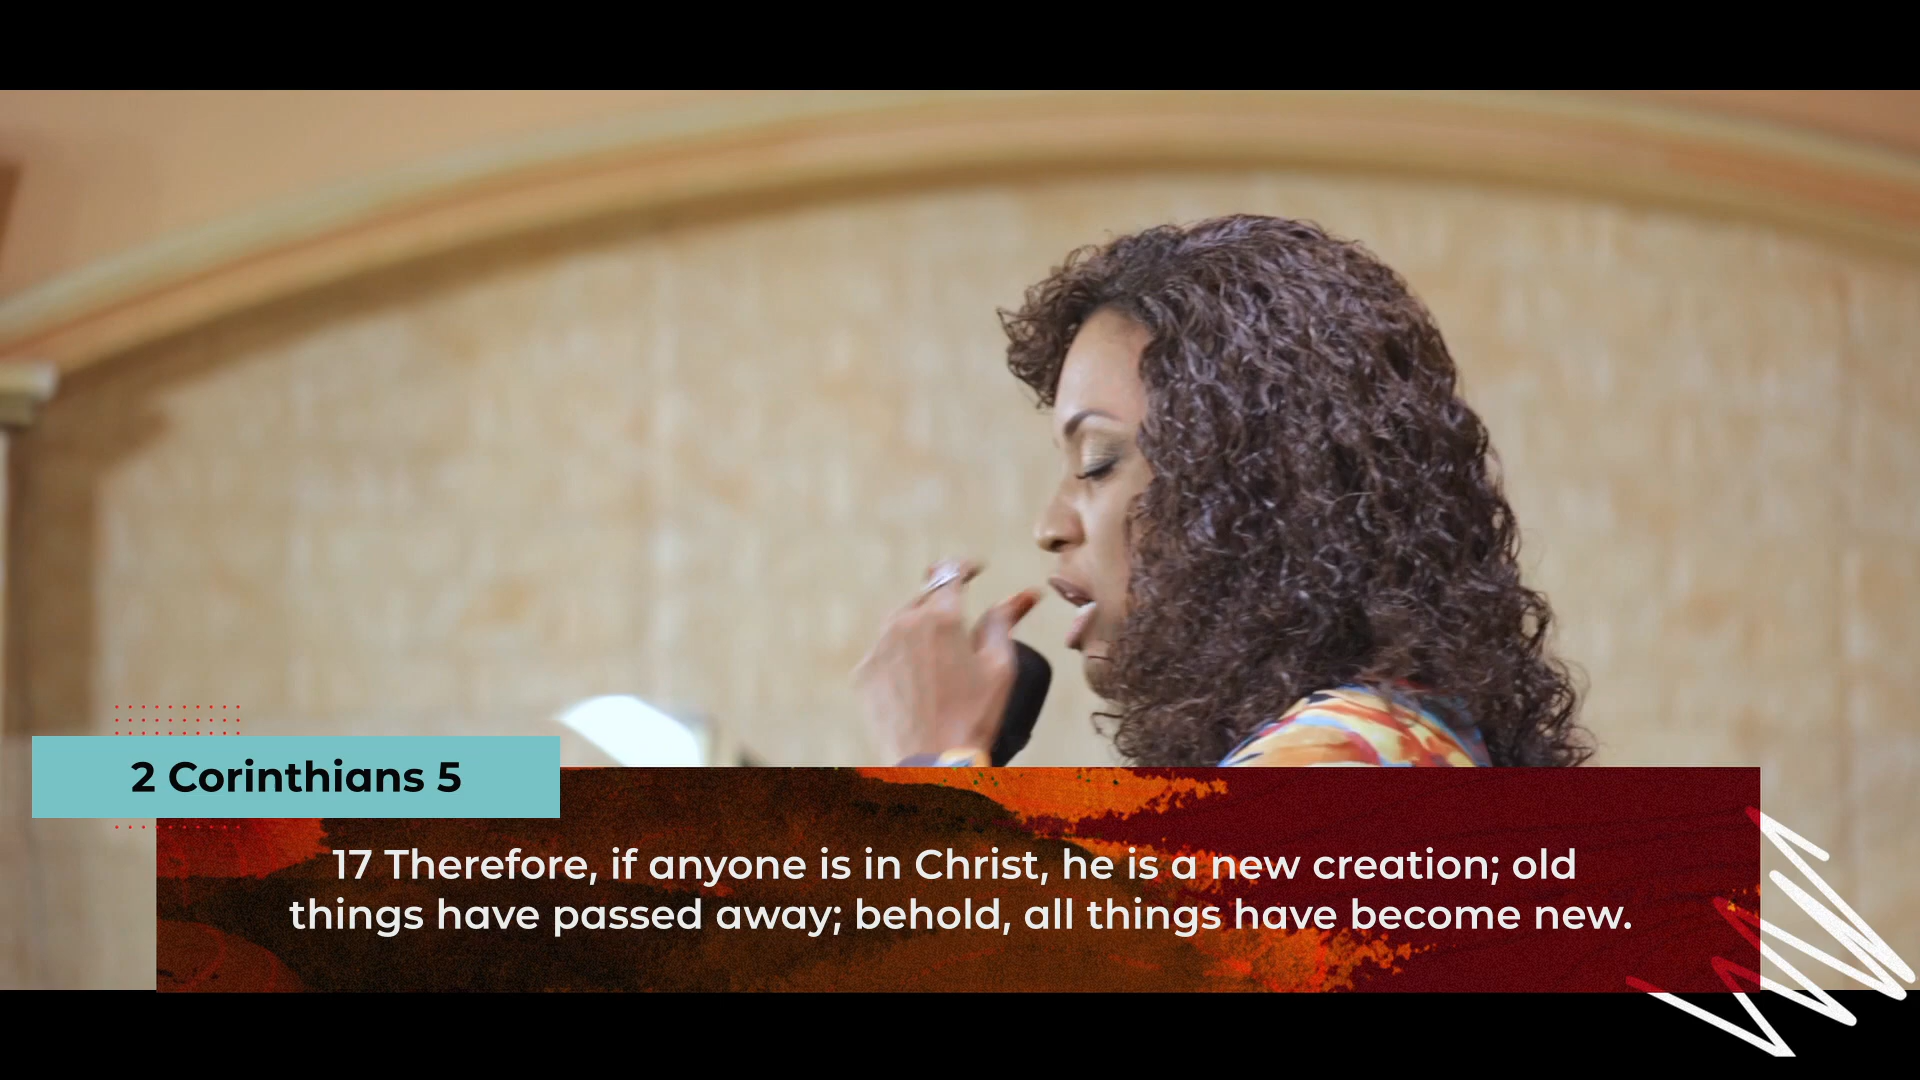 2 Corinthians 5
17 Therefore, if anyone is in Christ, he is a new creation; old
things have passed away; behold, all things have become new.